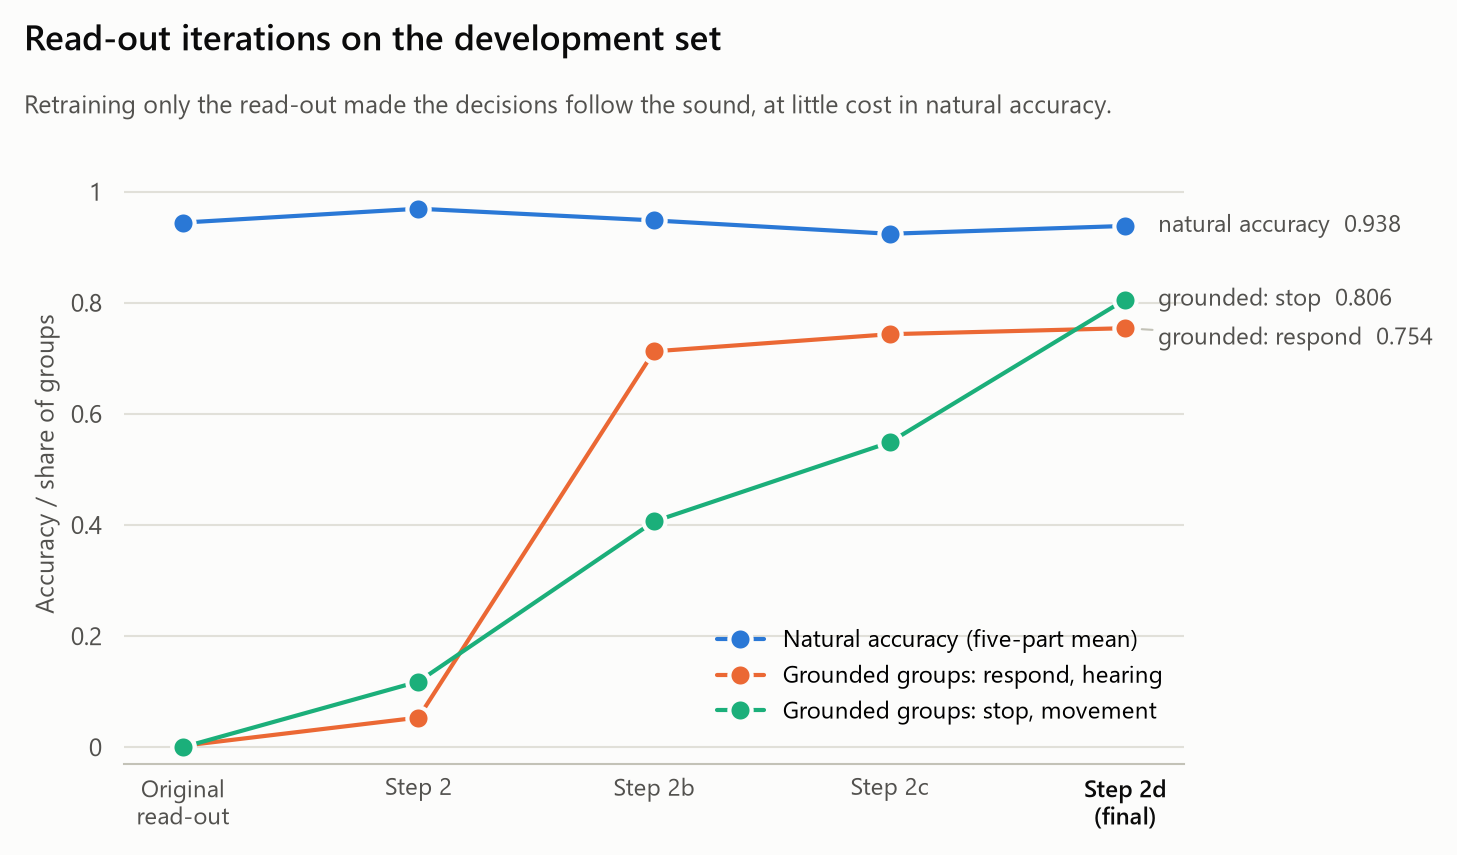 Read-out iterations on the development set
Retraining only the read-out made the decisions follow the sound, at little cost in natural accuracy.
Accuracy / share of groups
1
0.8
0.6
0.4
0.2
0
natural accuracy 0.938
grounded: stop 0.806
grounded: respond 0.754
Natural accuracy (five-part mean)
Grounded groups: respond, hearing
Grounded groups: stop, movement
Original
read-out
Step 2
Step 2b
Step 2c
Step 2d
(final)